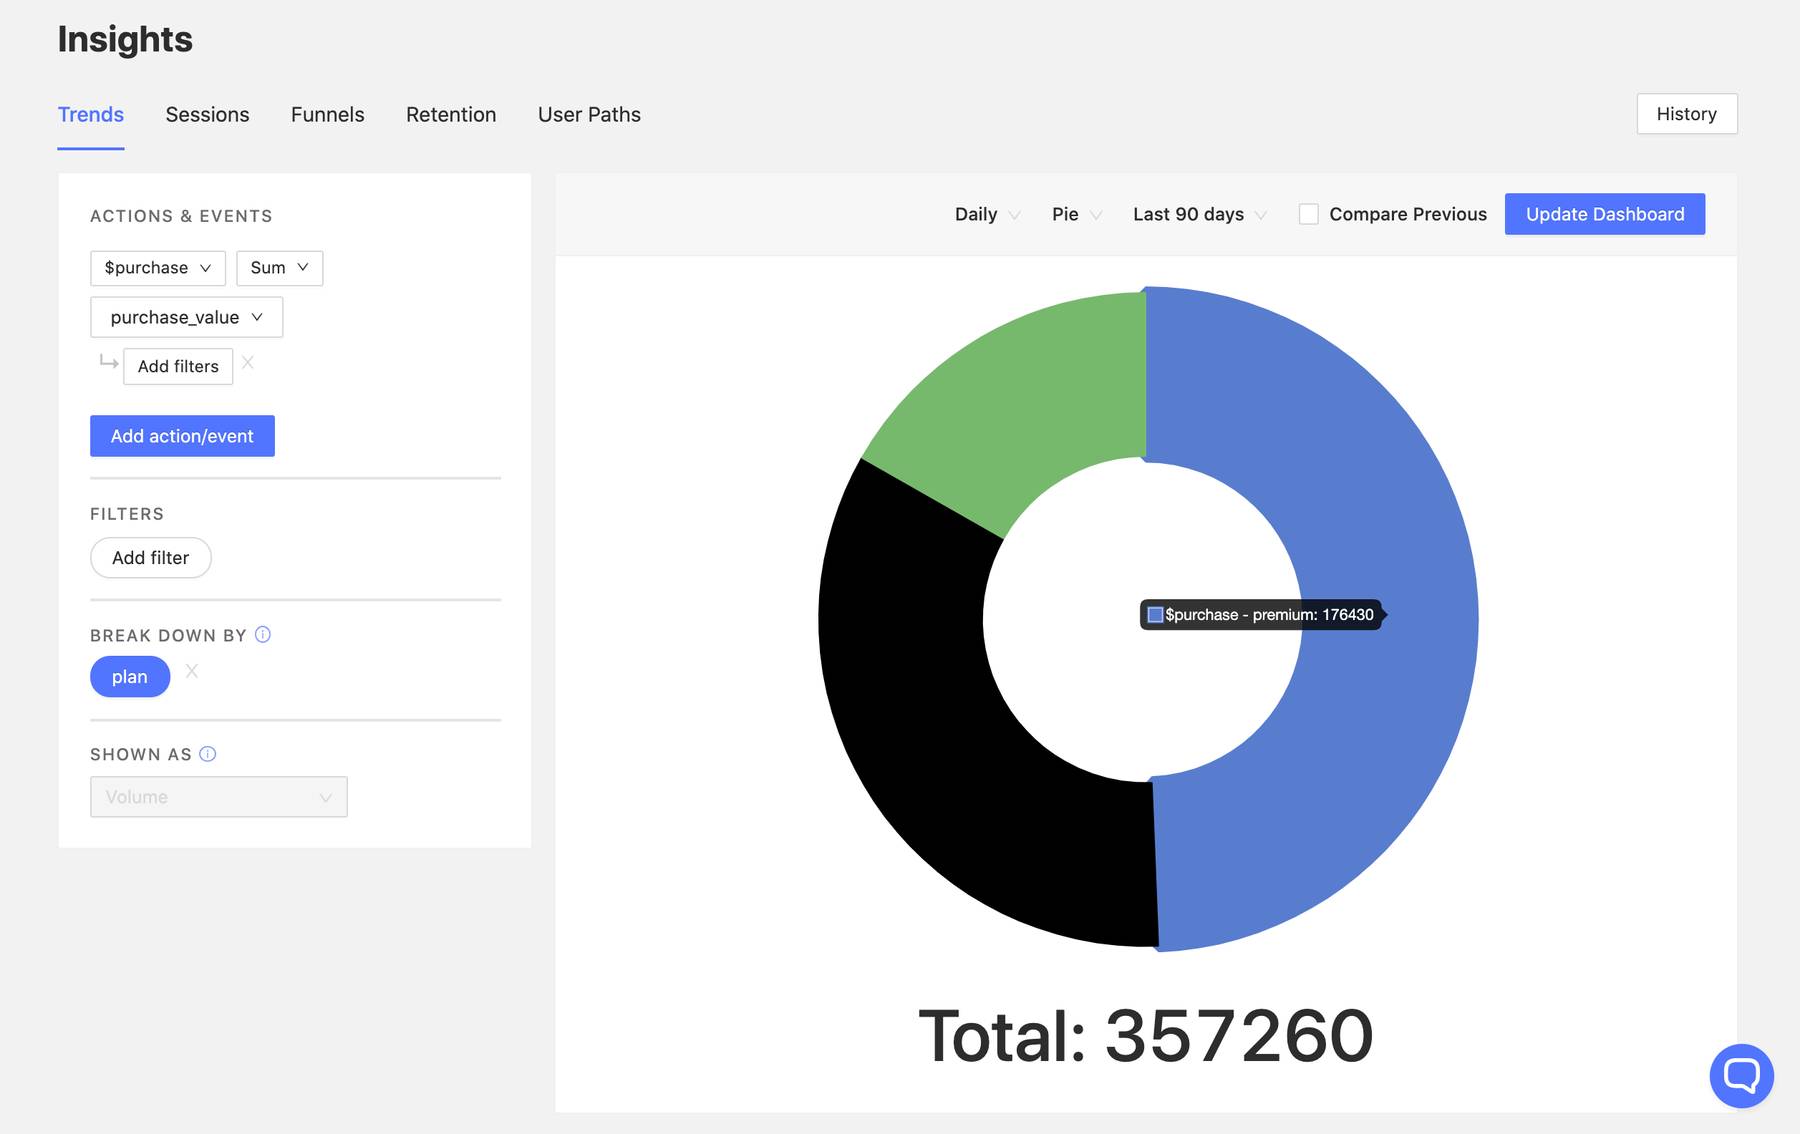 Insights
Trends Sessions Funnels Retention User Paths
History
ACTIONS & EVENTS
$purchase Sum
purchase_value
Add filters X
Add action/event
FILTERS
Add filter
BREAK DOWN BY
plan X
SHOWN AS
Volume
Daily Pie Last 90 days Compare Previous Update Dashboard
$purchase - premium: 176430
Total: 357260